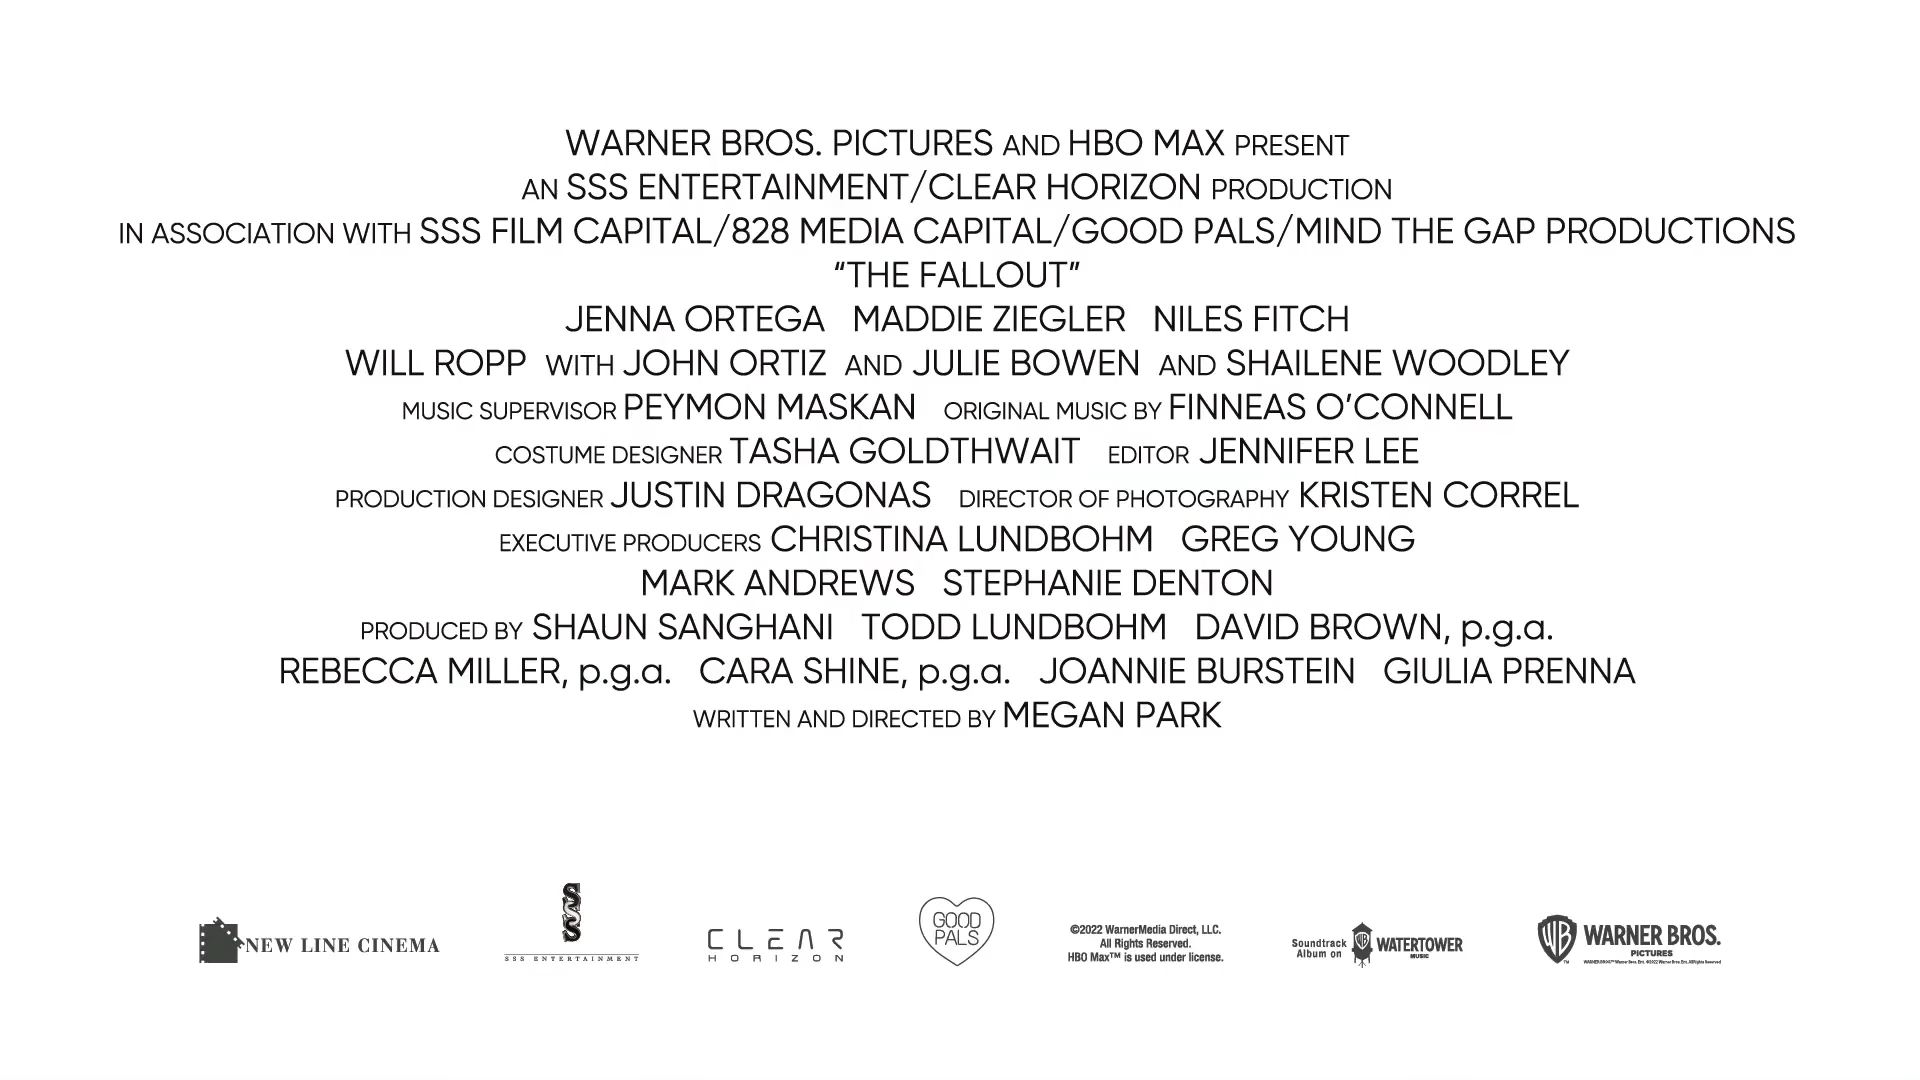 WARNER BROS. PICTURES AND HBO MAX PRESENT
AN SSS ENTERTAINMENT/CLEAR HORIZON PRODUCTION
IN ASSOCIATION WITH SSS FILM CAPITAL/828 MEDIA CAPITAL/GOOD PALS/MIND THE GAP PRODUCTIONS
“THE FALLOUT”
JENNA ORTEGA MADDIE ZIEGLER NILES FITCH
WILL ROPP WITH JOHN ORTIZ AND JULIE BOWEN AND SHAILENE WOODLEY
MUSIC SUPERVISOR PEYMON MASKAN ORIGINAL MUSIC BY FINNEAS O’CONNELL
COSTUME DESIGNER TASHA GOLDTHWAIT EDITOR JENNIFER LEE
PRODUCTION DESIGNER JUSTIN DRAGONAS DIRECTOR OF PHOTOGRAPHY KRISTEN CORREL
EXECUTIVE PRODUCERS CHRISTINA LUNDBOHM GREG YOUNG
MARK ANDREWS STEPHANIE DENTON
PRODUCED BY SHAUN SANGHANI TODD LUNDBOHM DAVID BROWN, p.g.a.
REBECCA MILLER, p.g.a. CARA SHINE, p.g.a. JOANNIE BURSTEIN GIULIA PRENNA
WRITTEN AND DIRECTED BY MEGAN PARK
NEW LINE CINEMA
SSS
SSS ENTERTAINMENT
CLEAR
HORIZON
GOOD
PALS
©2022 WarnerMedia Direct, LLC.
All Rights Reserved.
HBO Max™ is used under license.
Soundtrack
Album on
WB
WATERTOWER
MUSIC
WB
TM
WARNER BROS.
PICTURES